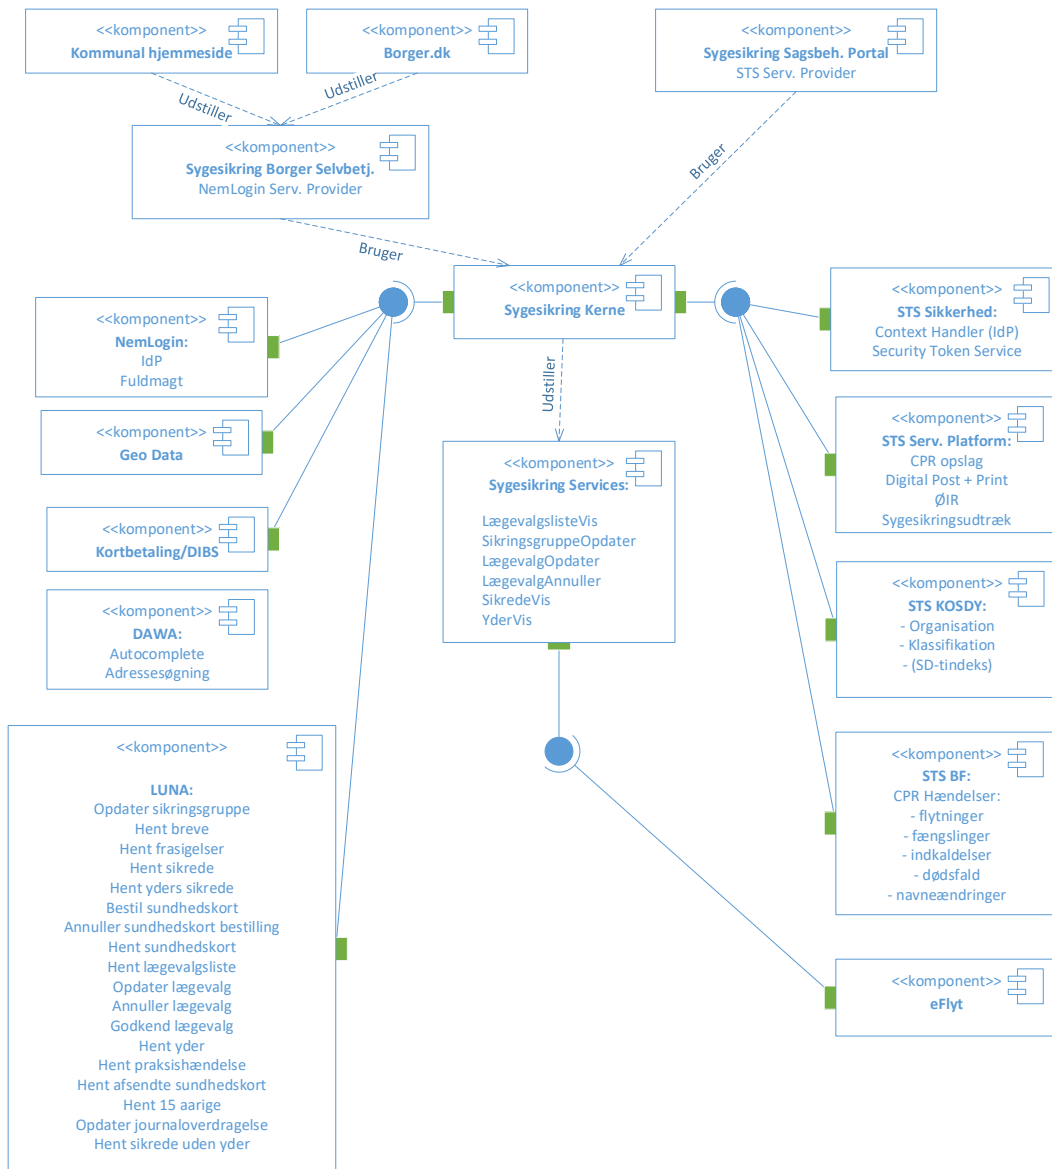 <<komponent>>
Kommunal hjemmeside
<<komponent>>
Borger.dk
<<komponent>>
Sygesikring Sagsbeh. Portal
STS Serv. Provider
Udstiller
Udstiller
<<komponent>>
Sygesikring Borger Selvbetj.
NemLogin Serv. Provider
Bruger
Bruger
<<komponent>>
Sygesikring Kerne
<<komponent>>
NemLogin:
IdP
Fuldmagt
<<komponent>>
Geo Data
<<komponent>>
Kortbetaling/DIBS
<<komponent>>
DAWA:
Autocomplete
Adressesøgning
<<komponent>>
LUNA:
Opdater sikringsgruppe
Hent breve
Hent frasigelser
Hent sikrede
Hent yders sikrede
Bestil sundhedskort
Annuller sundhedskort bestilling
Hent sundhedskort
Hent lægevalgsliste
Opdater lægevalg
Annuller lægevalg
Godkend lægevalg
Hent yder
Hent praksishændelse
Hent afsendte sundhedskort
Hent 15 aarige
Opdater journaloverdragelse
Hent sikrede uden yder
Udstiller
<<komponent>>
Sygesikring Services:
LægevalgslisteVis
SikringsgruppeOpdater
LægevalgOpdater
LægevalgAnnuller
SikredeVis
YderVis
<<komponent>>
STS Sikkerhed:
Context Handler (IdP)
Security Token Service
<<komponent>>
STS Serv. Platform:
CPR opslag
Digital Post + Print
ØIR
Sygesikringsudtræk
<<komponent>>
STS KOSDY:
- Organisation
- Klassifikation
- (SD-tindeks)
<<komponent>>
STS BF:
CPR Hændelser:
- flytninger
- fængslinger
- indkaldelser
- dødsfald
- navneændringer
<<komponent>>
eFlyt